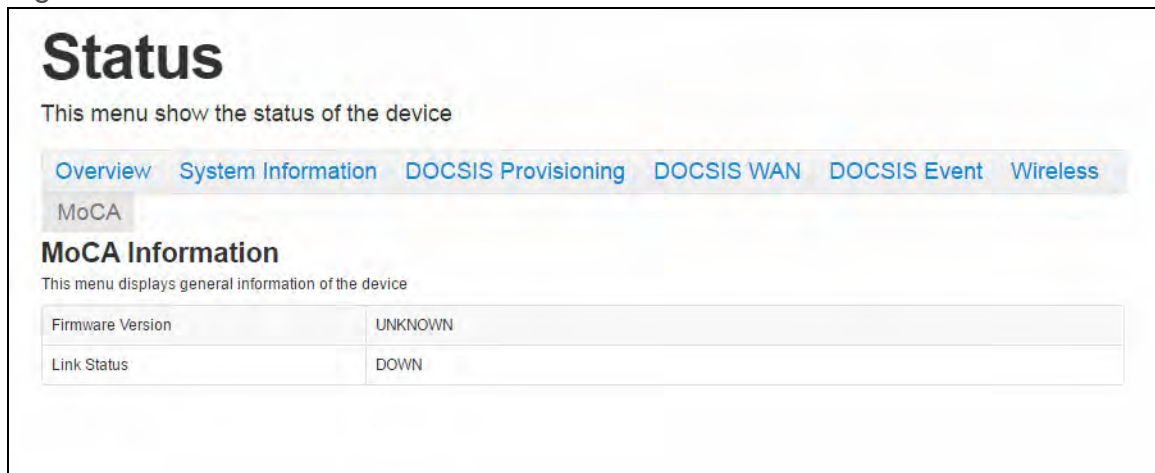 Status
This menu show the status of the device
Overview System Information DOCSIS Provisioning DOCSIS WAN DOCSIS Event Wireless
MoCA
MoCA Information
This menu displays general information of the device
Firmware Version UNKNOWN
Link Status DOWN